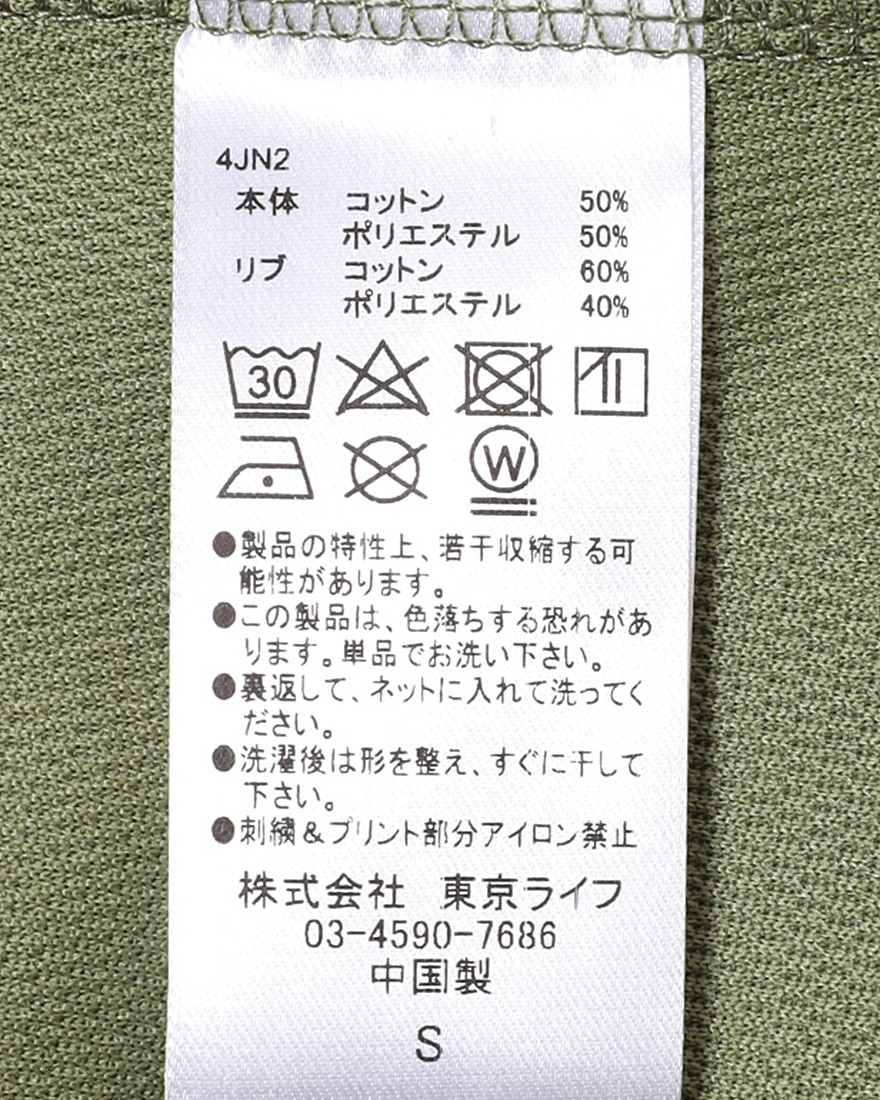 4JN2
本体 コットン 50%
ポリエステル 50%
リブ コットン 60%
ポリエステル 40%
30
W
●製品の特性上、若干収縮する可
能性があります。
●この製品は、色落ちする恐れがあ
ります。単品でお洗い下さい。
●裏返して、ネットに入れて洗ってく
ださい。
●洗濯後は形を整え、すぐに干して
下さい。
●刺繍&プリント部分アイロン禁止
株式会社 東京ライフ
03-4590-7686
中国製
S